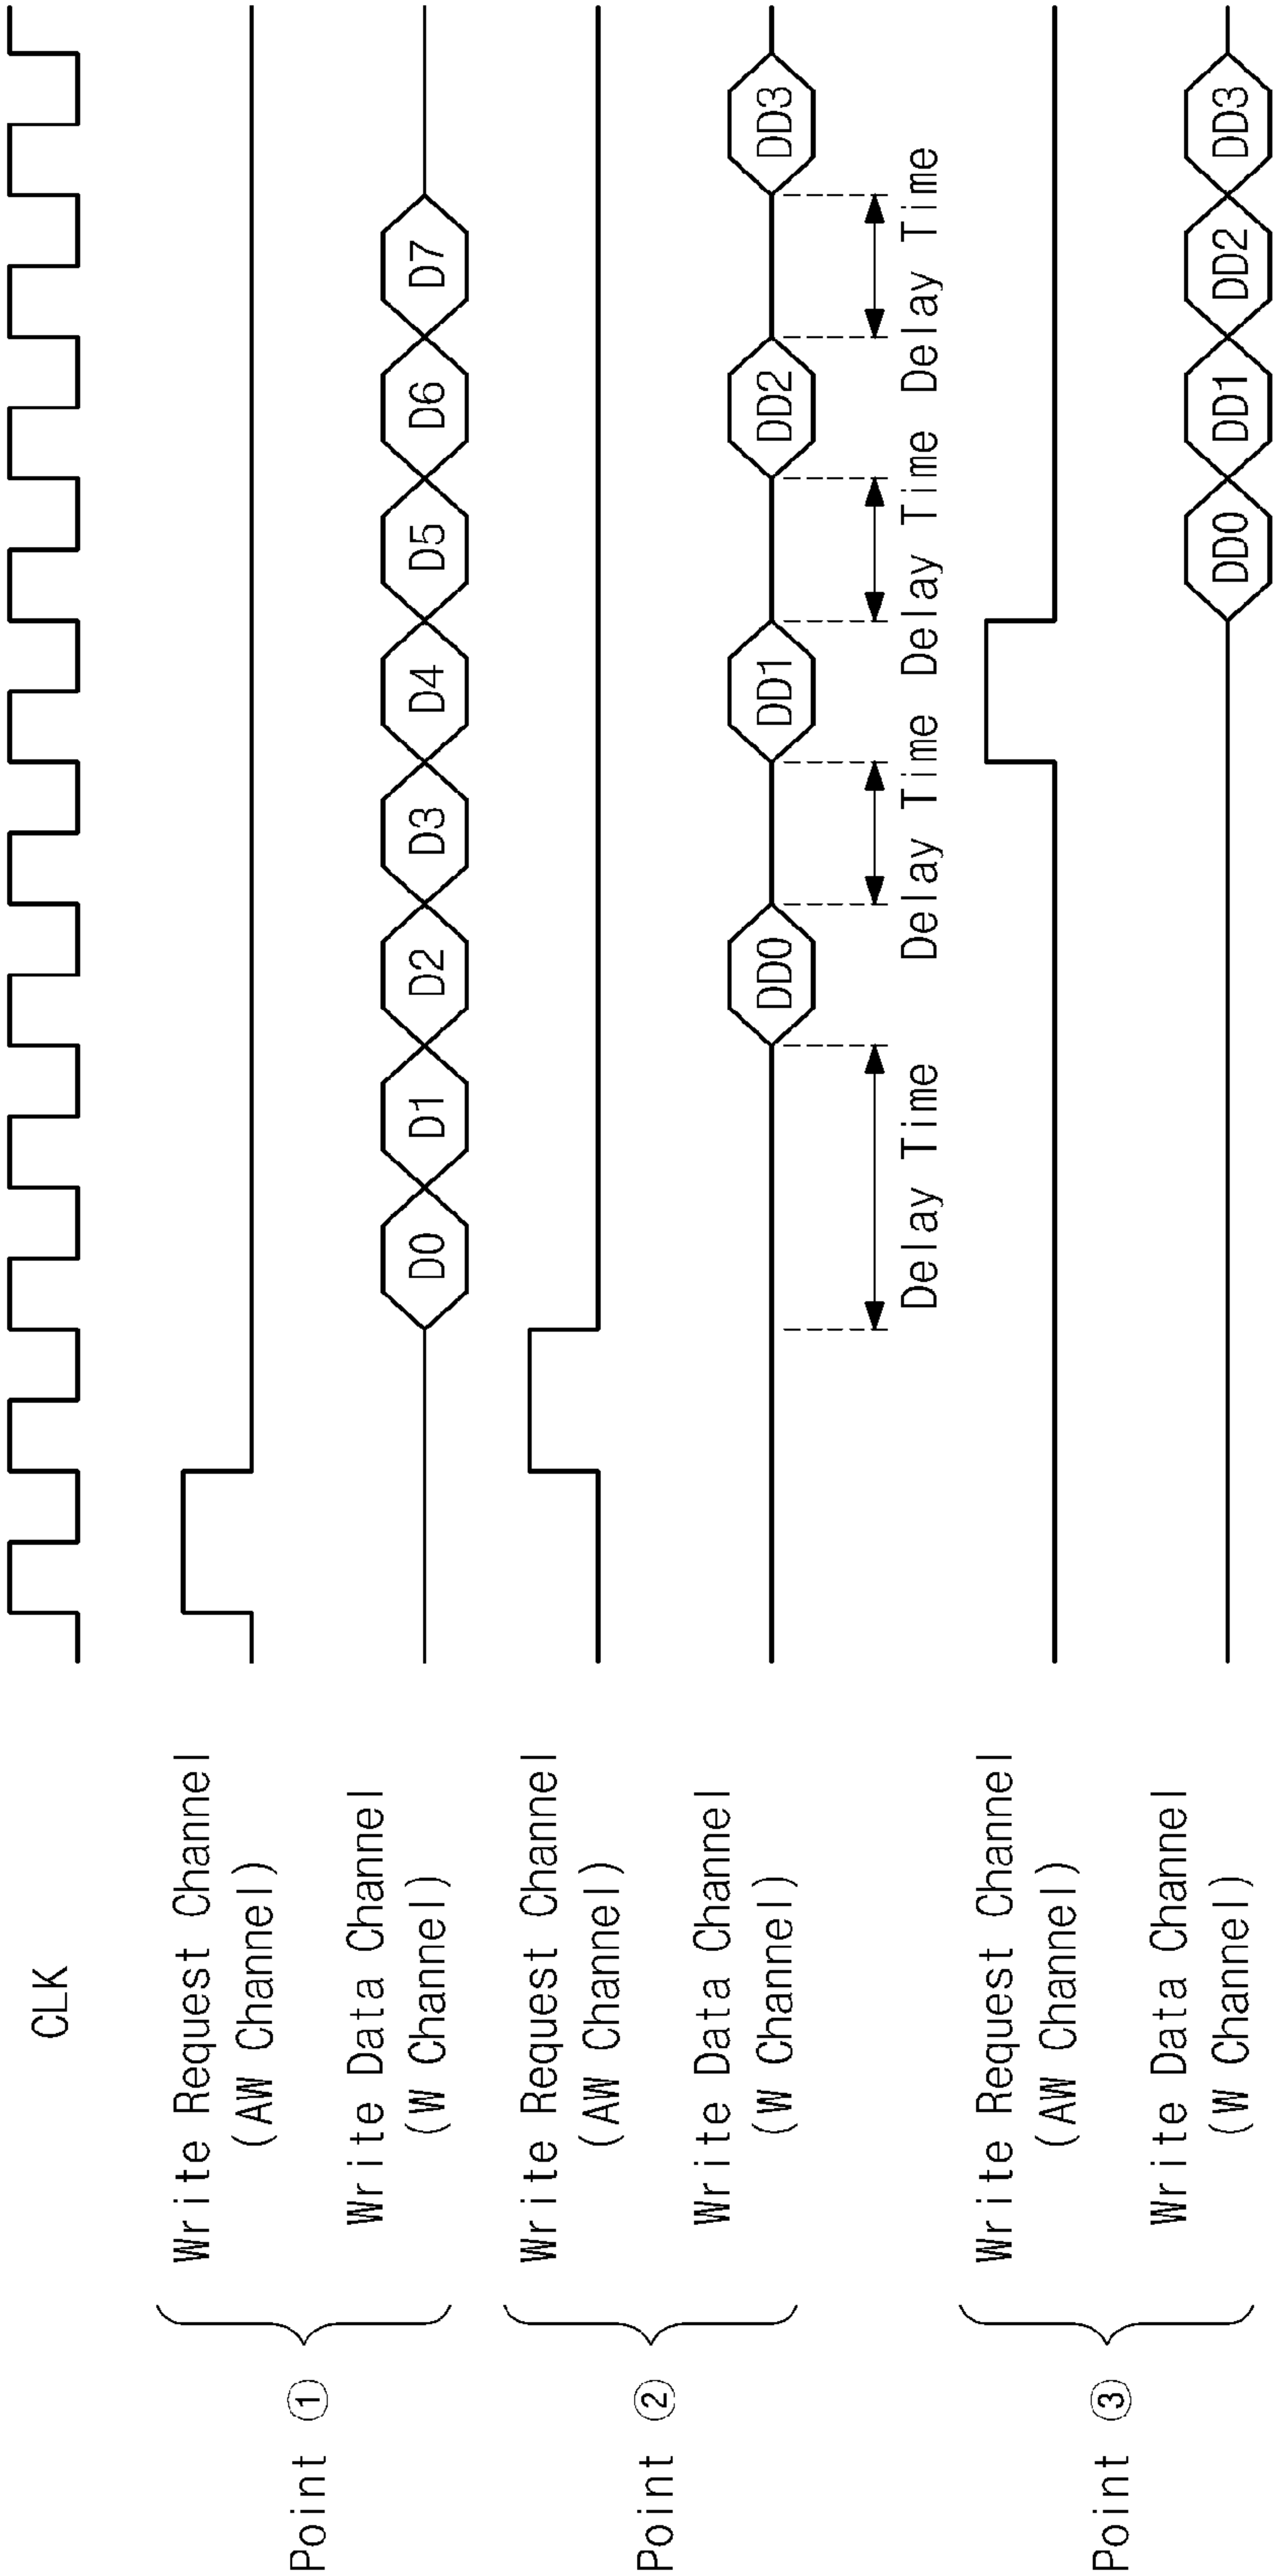 CLK
Point ①
Write Request Channel
(AW Channel)
Write Data Channel
(W Channel)
D0 D1 D2 D3 D4 D5 D6 D7
Point ②
Write Request Channel
(AW Channel)
Write Data Channel
(W Channel)
DD0 DD1 DD2 DD3
Delay Time Delay Time Delay Time Delay Time
Point ③
Write Request Channel
(AW Channel)
Write Data Channel
(W Channel)
DD0 DD1 DD2 DD3